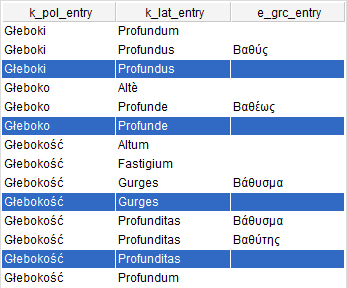 k_pol_entry k_lat_entry e_grc_entry
Głeboki Profundum
Głeboki Profundus Βαθύς
Głeboki Profundus
Głeboko Altè
Głeboko Profunde Βαθέως
Głeboko Profunde
Głebokość Altum
Głebokość Fastigium
Głebokość Gurges Βάθυσμα
Głebokość Gurges
Głebokość Profunditas Βάθυσμα
Głebokość Profunditas Βαθύτης
Głebokość Profunditas
Głebokość Profundum